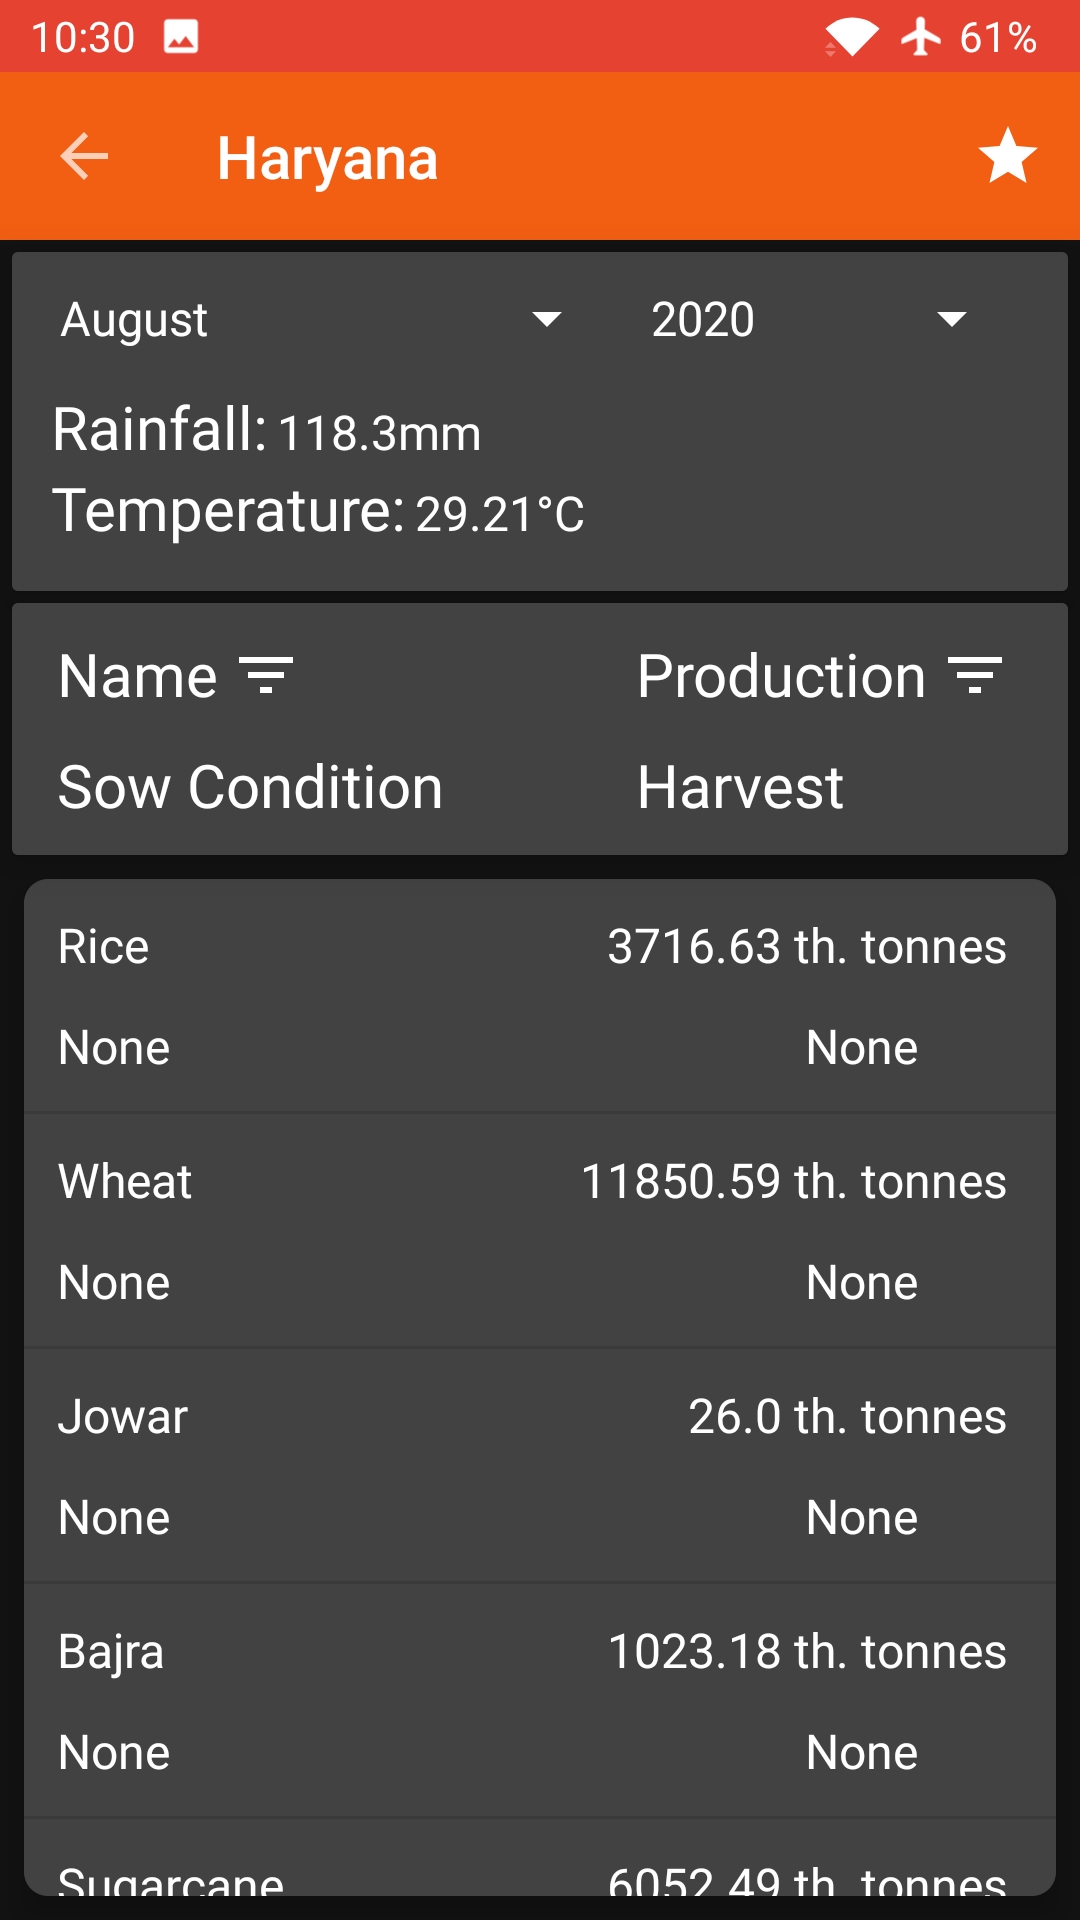 10:30 61%
Haryana
August 2020
Rainfall: 118.3mm
Temperature: 29.21°C
Name Production
Sow Condition Harvest
Rice 3716.63 th. tonnes
None None
Wheat 11850.59 th. tonnes
None None
Jowar 26.0 th. tonnes
None None
Bajra 1023.18 th. tonnes
None None
Sugarcane 6052.49 th. tonnes